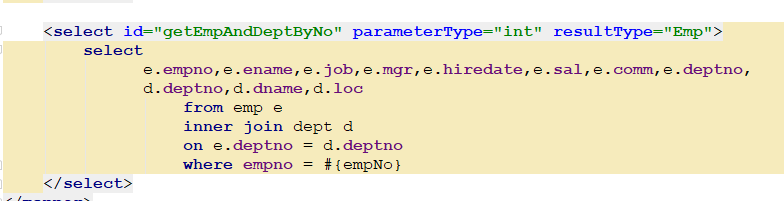 <select id="getEmpAndDeptByNo" parameterType="int" resultType="Emp">
select
e.empno,e.ename,e.job,e.mgr,e.hiredate,e.sal,e.comm,e.deptno,
d.deptno,d.dname,d.loc
from emp e
inner join dept d
on e.deptno = d.deptno
where empno = #{empNo}
</select>